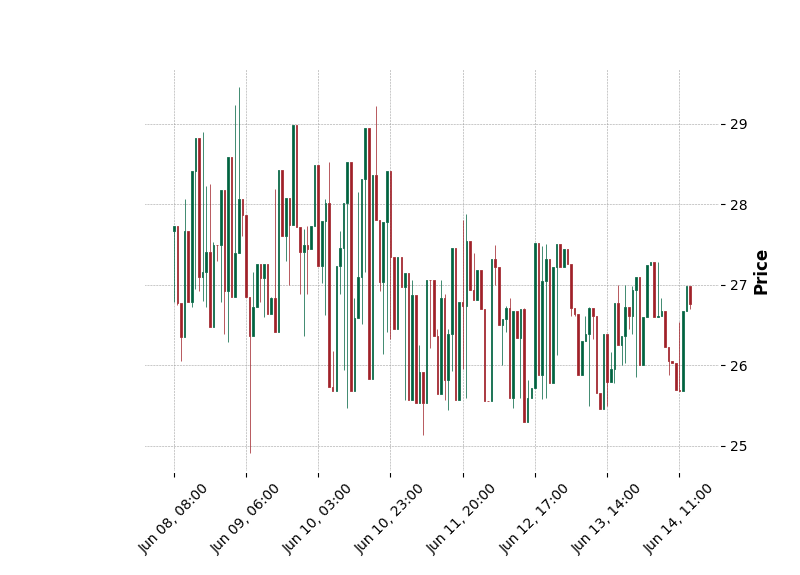 29
28
27
26
25
Price
Jun 08, 08:00
Jun 09, 06:00
Jun 10, 03:00
Jun 10, 23:00
Jun 11, 20:00
Jun 12, 17:00
Jun 13, 14:00
Jun 14, 11:00